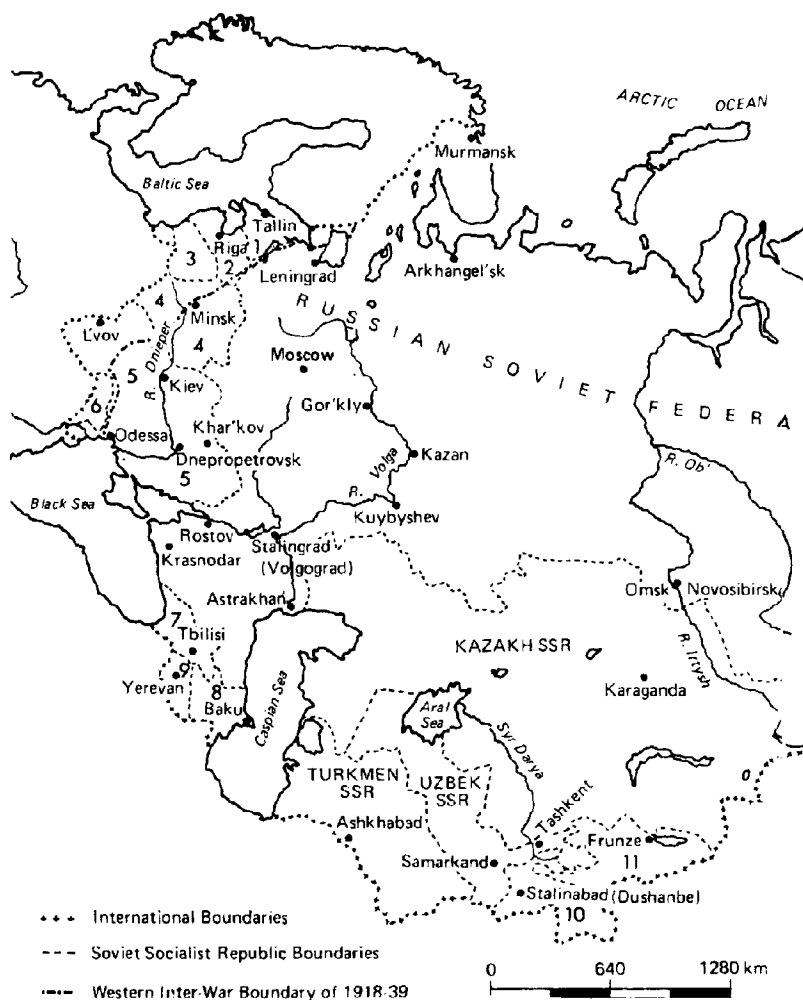 ARCTIC OCEAN
Murmansk
Baltic Sea
Tallin
Riga
1
3
2
Leningrad
Arkhangel'sk
4
Minsk
L'vov
R. Dnieper
4
RUSSIAN SOVIET FEDERA
Moscow
5
Kiev
6
Gor'kly
Khar'kov
Odessa
Dnepropetrovsk
R. Volga
Kazan
R. Ob'
5
Black Sea
Kuybyshev
Rostov
Krasnodar
Stalingrad
(Volgograd)
Omsk
Novosibirsk
Astrakhan
7
Tbilisi
KAZAKH SSR
R. Irtysh
9
Yerevan
8
Baku
Caspian Sea
Aral
Sea
Karaganda
Syr Darya
TURKMEN
SSR
UZBEK
SSR
Tashkent
Ashkhabad
Frunze
11
Samarkand
Stalinabad (Dushanbe)
10
International Boundaries
Soviet Socialist Republic Boundaries
Western Inter-War Boundary of 1918-39
0 640 1280 km